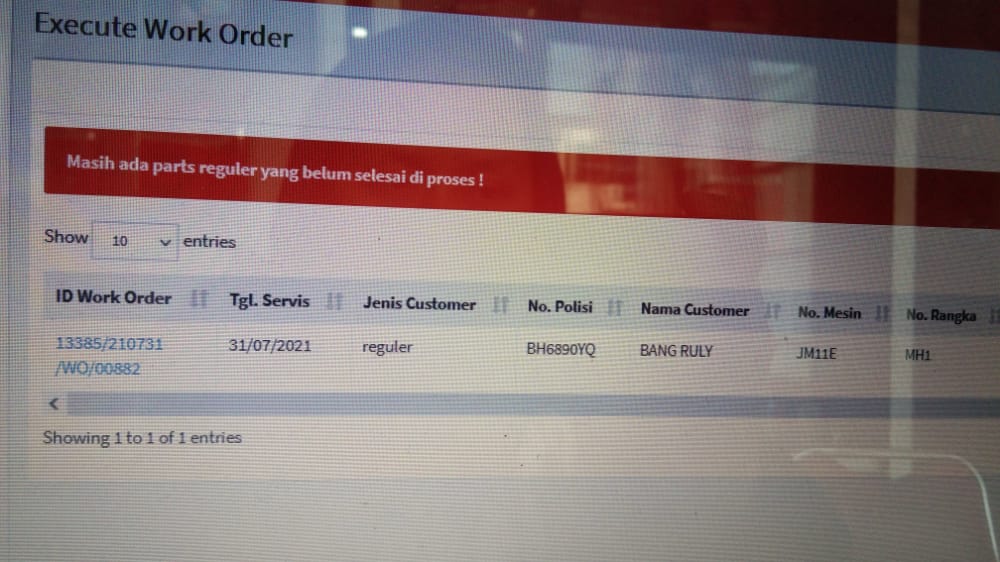 Execute Work Order
Masih ada parts reguler yang belum selesai di proses !
Show 10 entries
ID Work Order Tgl. Servis Jenis Customer No. Polisi Nama Customer No. Mesin No. Rangka
13385/210731 31/07/2021 reguler BH6890YQ BANG RULY JM11E MH1
/WO/00882
Showing 1 to 1 of 1 entries